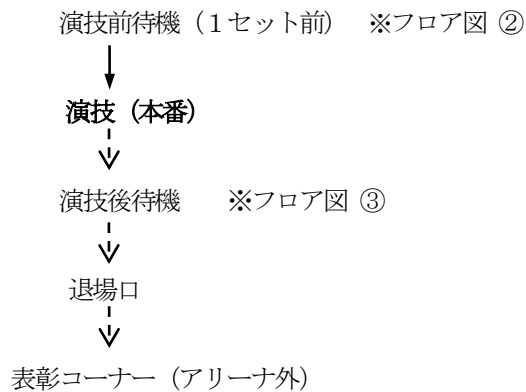 演技前待機（１セット前）　※フロア図 ②
演技（本番）
演技後待機　　※フロア図 ③
退場口
表彰コーナー（アリーナ外）